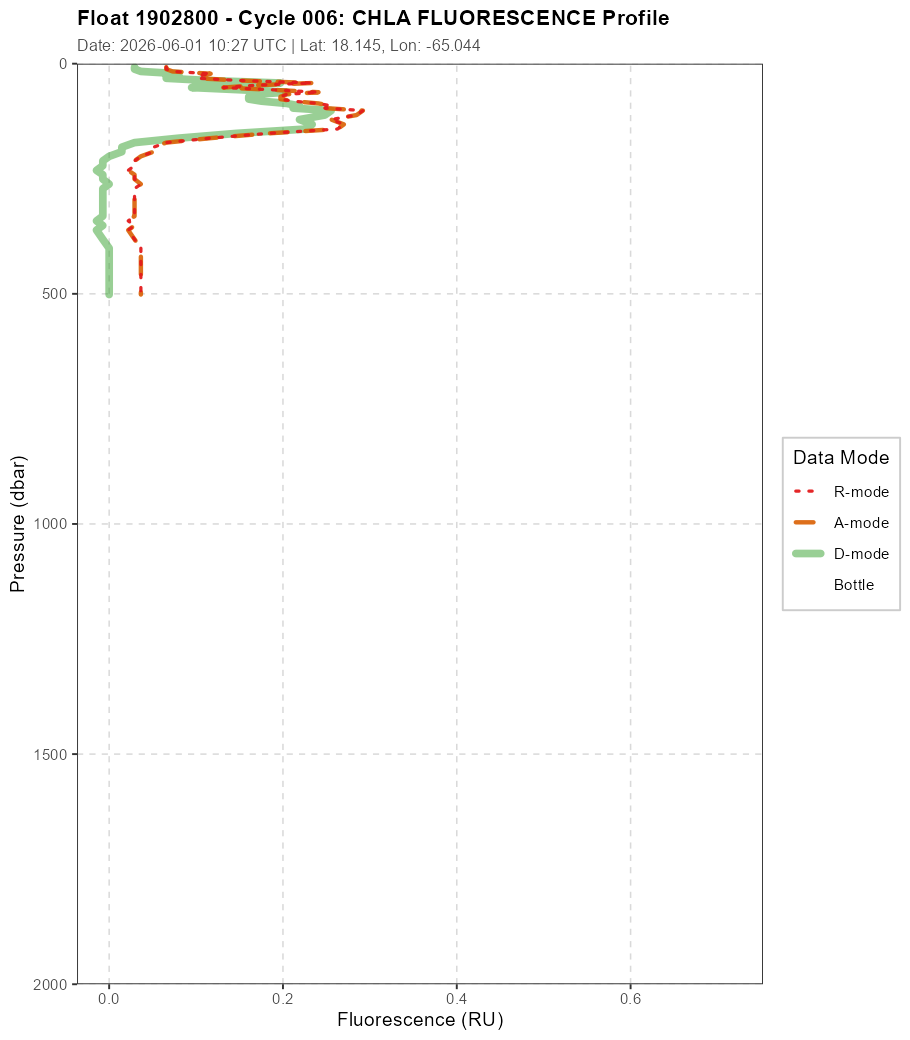 Float 1902800 - Cycle 006: CHLA FLUORESCENCE Profile
Date: 2026-06-01 10:27 UTC | Lat: 18.145, Lon: -65.044
0
500
1000
1500
2000
Pressure (dbar)
0.0 0.2 0.4 0.6
Fluorescence (RU)
Data Mode
R-mode
A-mode
D-mode
Bottle